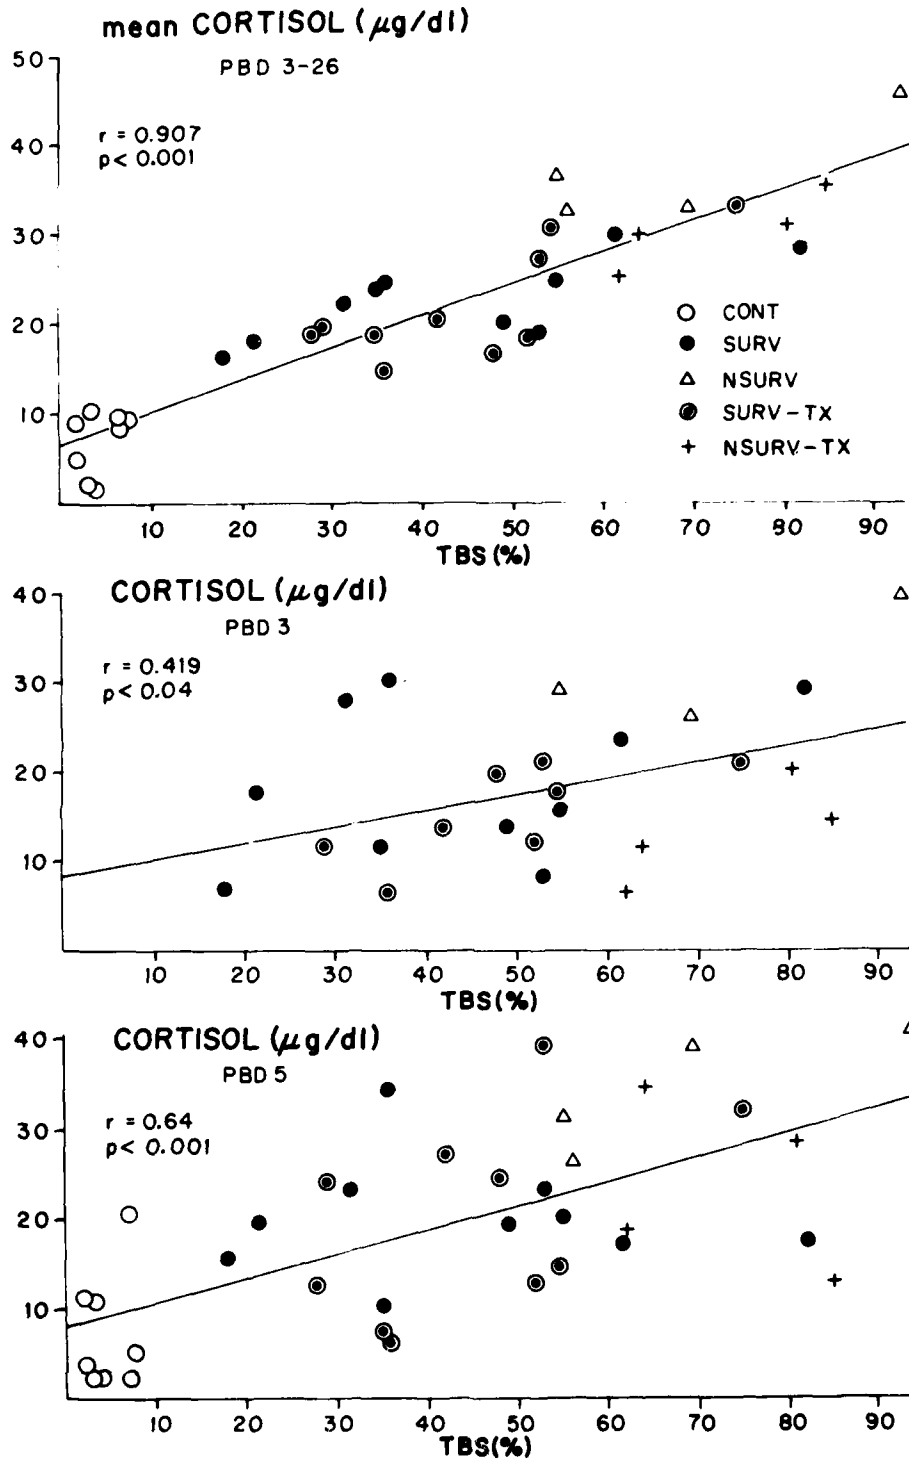 mean CORTISOL (μg/dl)
PBD 3-26
50
40
30
20
10
r = 0.907
p< 0.001
CONT
SURV
NSURV
SURV-TX
NSURV-TX
10 20 30 40 50 60 70 80 90
TBS (%)
CORTISOL (μg/dl)
PBD 3
40
30
20
10
r = 0.419
p< 0.04
10 20 30 40 50 60 70 80 90
TBS(%)
CORTISOL (μg/dl)
PBD 5
40
30
20
10
r = 0.64
p< 0.001
10 20 30 40 50 60 70 80 90
TBS(%)